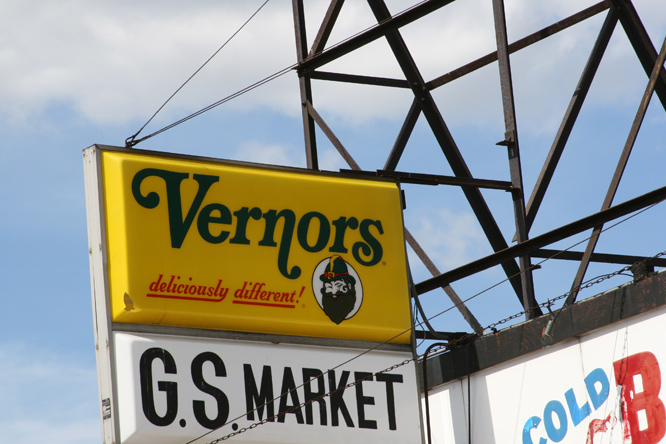 Vernors
deliciously different!
G.S. MARKET
COLD B